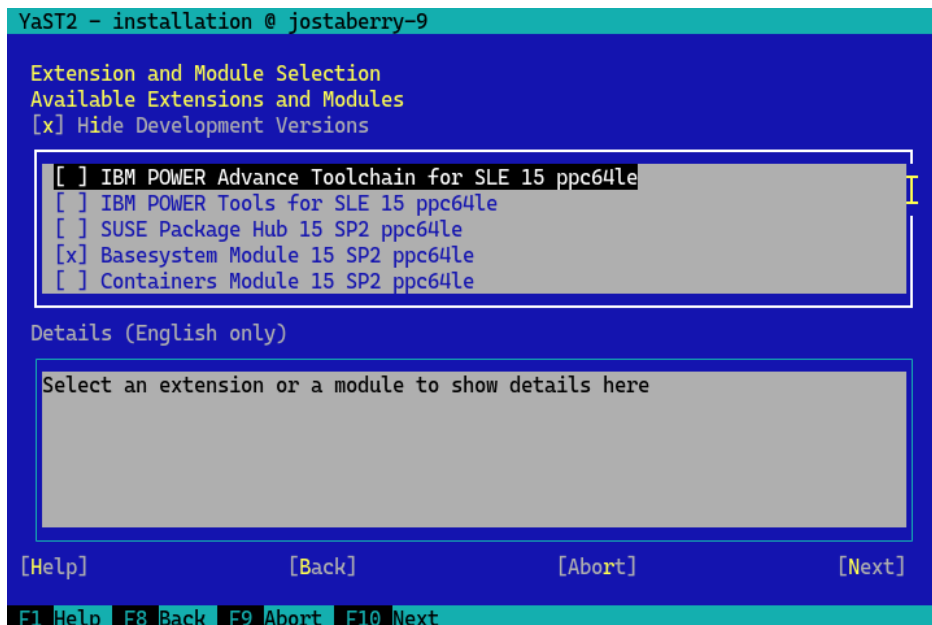 YaST2 - installation @ jostaberry-9
Extension and Module Selection
Available Extensions and Modules
[x] Hide Development Versions
[ ] IBM POWER Advance Toolchain for SLE 15 ppc64le
[ ] IBM POWER Tools for SLE 15 ppc64le
[ ] SUSE Package Hub 15 SP2 ppc64le
[x] Basesystem Module 15 SP2 ppc64le
[ ] Containers Module 15 SP2 ppc64le
Details (English only)
Select an extension or a module to show details here
[Help] [Back] [Abort] [Next]
F1 Help F8 Back F9 Abort F10 Next